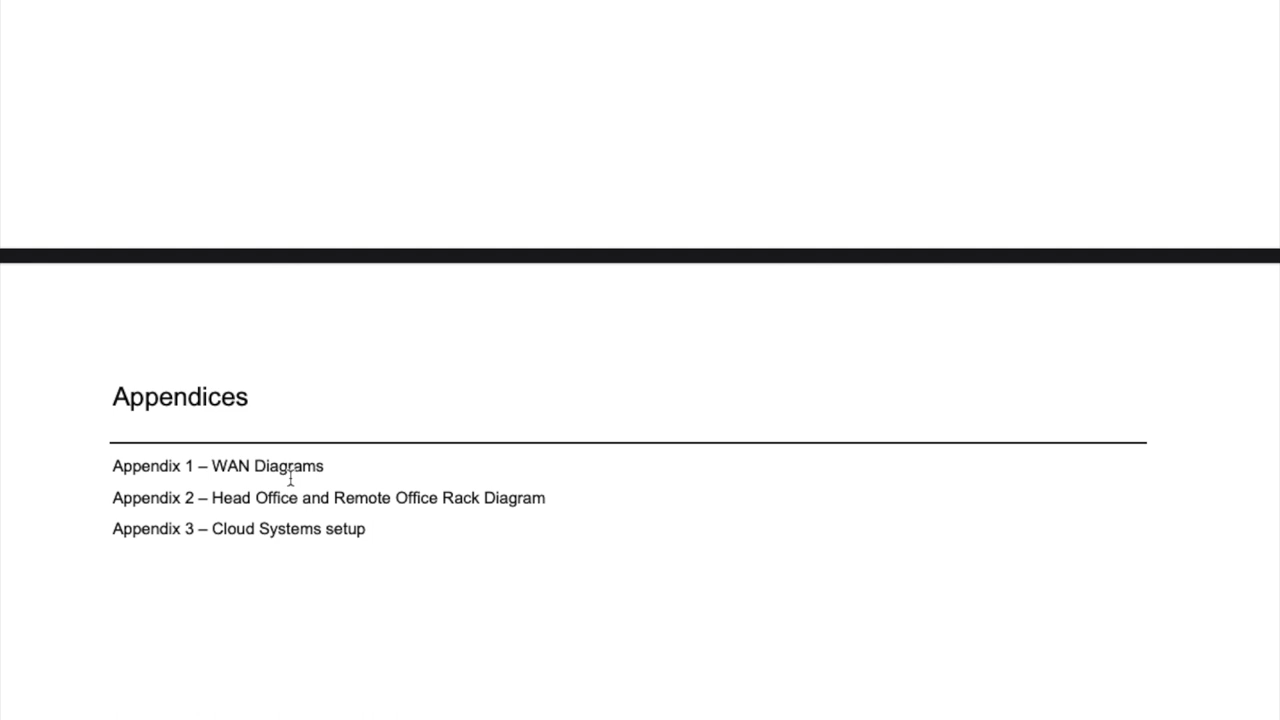 Appendices
Appendix 1 – WAN Diagrams
Appendix 2 – Head Office and Remote Office Rack Diagram
Appendix 3 – Cloud Systems setup